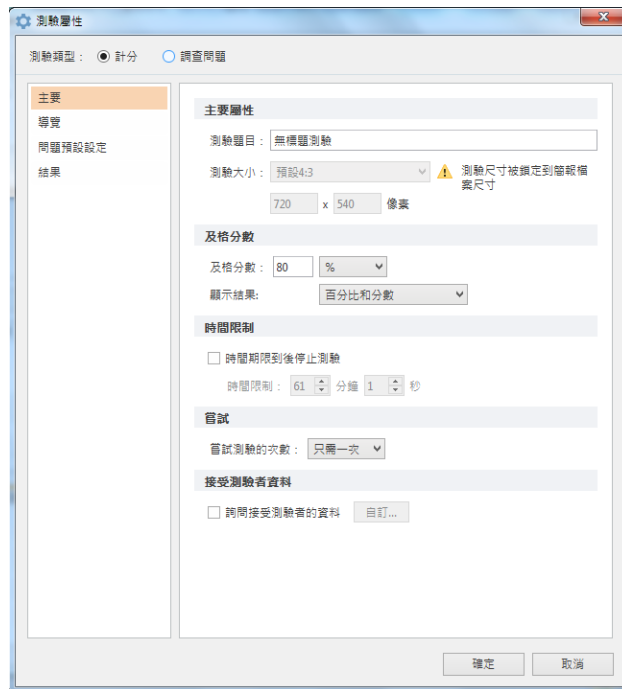 測驗屬性
測驗類型： 計分 調查問題
主要
導覽
問題預設設定
結果
主要屬性
測驗題目： 無標題測驗
測驗大小： 預設4:3 測驗尺寸被鎖定到簡報檔
案尺寸
720 x 540 像素
及格分數
及格分數： 80 %
顯示結果: 百分比和分數
時間限制
時間期限到後停止測驗
時間限制： 61 分鐘 1 秒
嘗試
嘗試測驗的次數： 只需一次
接受測驗者資料
詢問接受測驗者的資料 自訂...
確定 取消